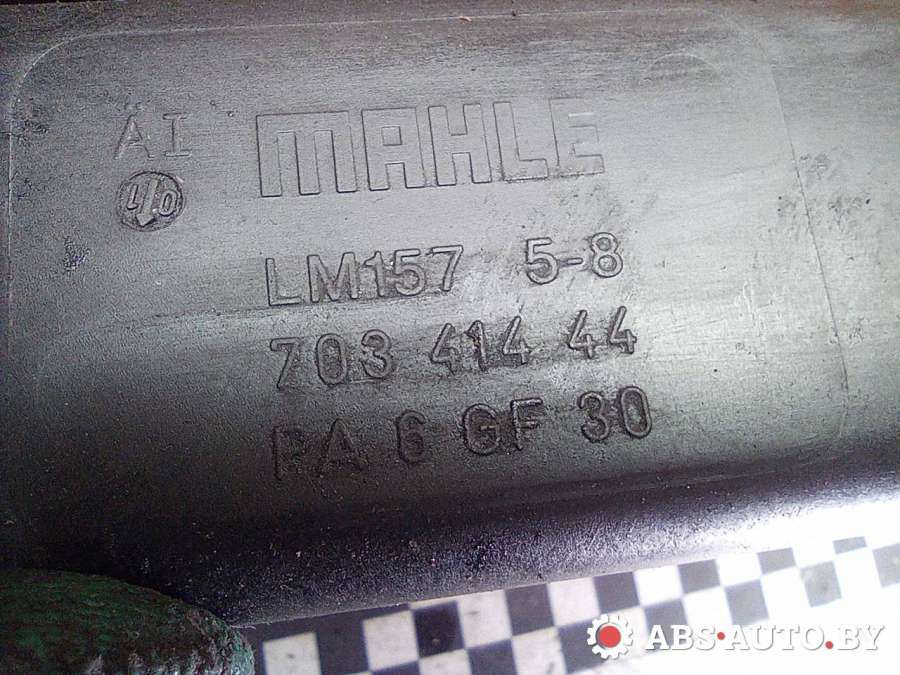 AI MAHLE
LM157 5-8
703 414 44
PA 6 GF 30
ABS-AUTO.BY